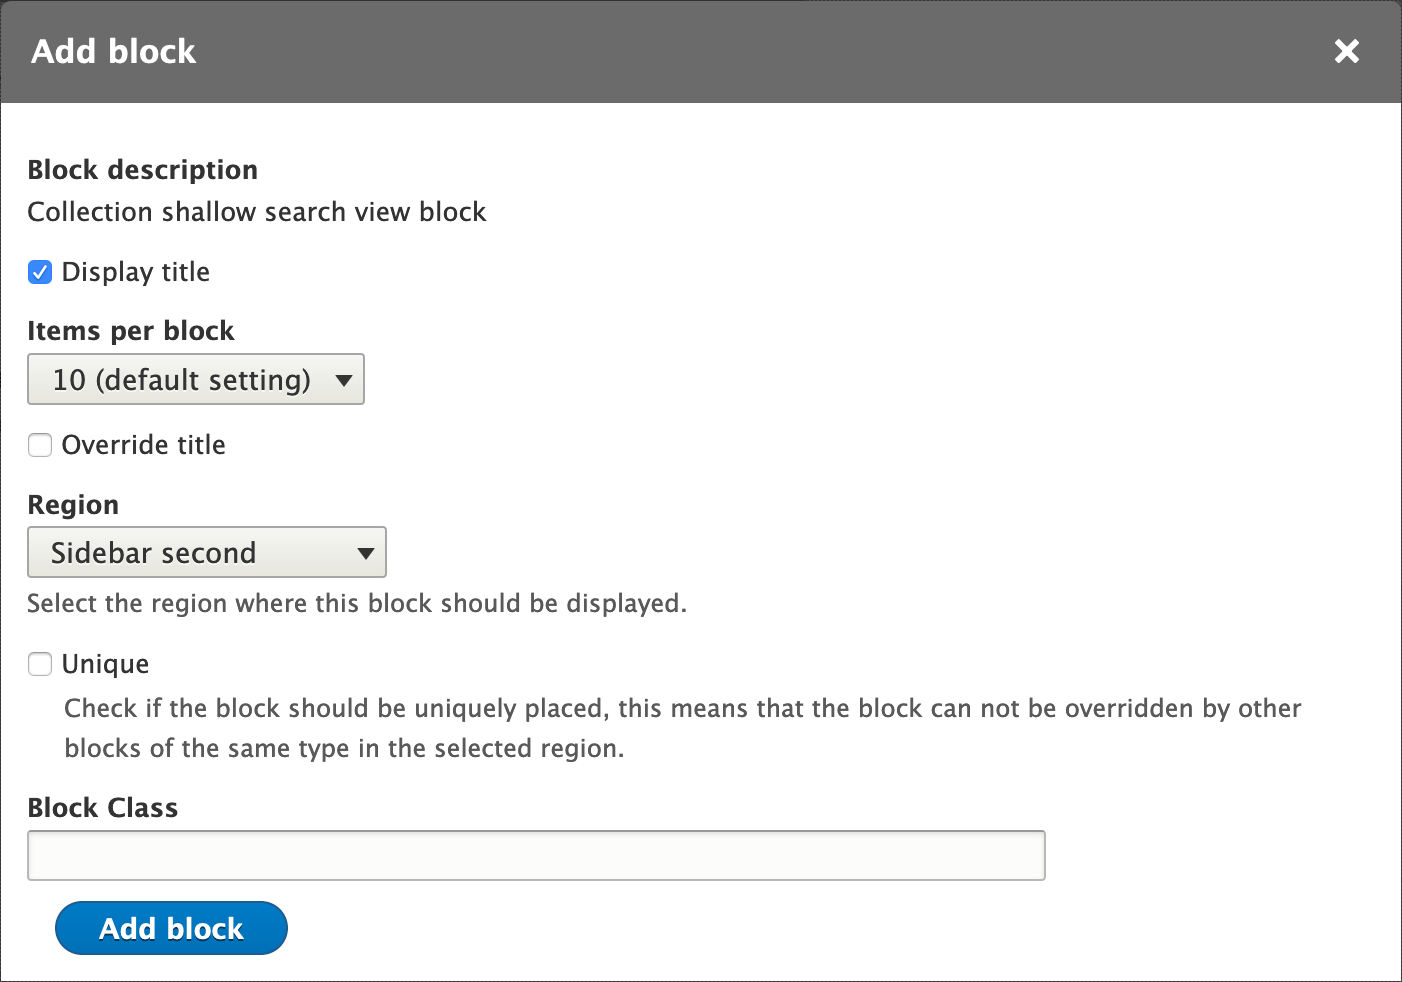 Add block
Block description
Collection shallow search view block
Display title
Items per block
10 (default setting)
Override title
Region
Sidebar second
Select the region where this block should be displayed.
Unique
Check if the block should be uniquely placed, this means that the block can not be overridden by other
blocks of the same type in the selected region.
Block Class
Add block